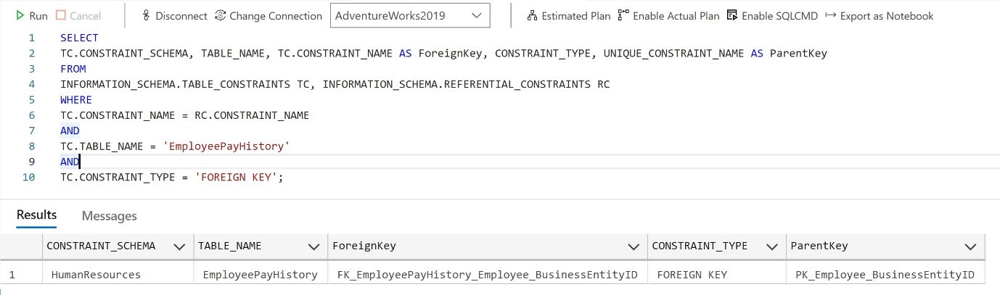 Run Cancel Disconnect Change Connection AdventureWorks2019 Estimated Plan Enable Actual Plan Enable SQLCMD Export as Notebook
1 SELECT
2 TC.CONSTRAINT_SCHEMA, TABLE_NAME, TC.CONSTRAINT_NAME AS ForeignKey, CONSTRAINT_TYPE, UNIQUE_CONSTRAINT_NAME AS ParentKey
3 FROM
4 INFORMATION_SCHEMA.TABLE_CONSTRAINTS TC, INFORMATION_SCHEMA.REFERENTIAL_CONSTRAINTS RC
5 WHERE
6 TC.CONSTRAINT_NAME = RC.CONSTRAINT_NAME
7 AND
8 TC.TABLE_NAME = 'EmployeePayHistory'
9 AND
10 TC.CONSTRAINT_TYPE = 'FOREIGN KEY';
Results Messages
CONSTRAINT_SCHEMA TABLE_NAME ForeignKey CONSTRAINT_TYPE ParentKey
1 HumanResources EmployeePayHistory FK_EmployeePayHistory_Employee_BusinessEntityID FOREIGN KEY PK_Employee_BusinessEntityID